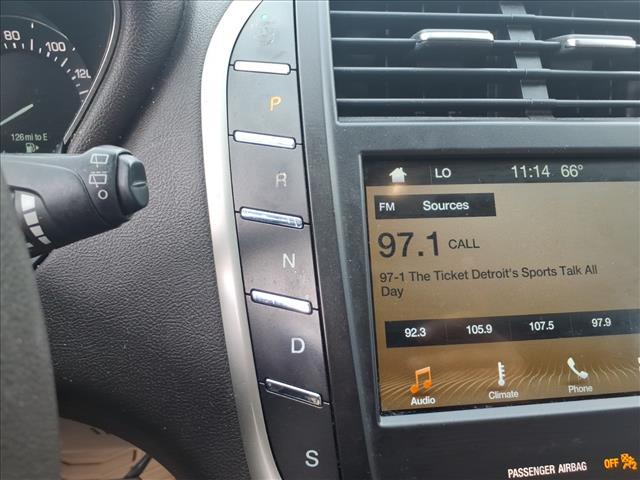 80 100 120
126 mi to E
O
P
R
N
D
S
LO 11:14 66°
FM Sources
97.1 CALL
97-1 The Ticket Detroit's Sports Talk All
Day
92.3 105.9 107.5 97.9
Audio Climate Phone
PASSENGER AIRBAG OFF 2